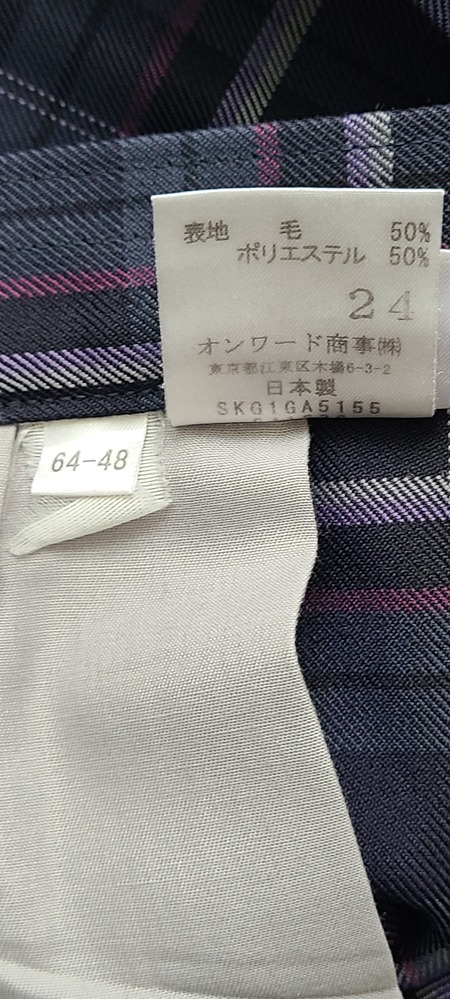 表地 毛 50%
ポリエステル 50%
24
オンワード商事㈱
東京都江東区木場6-3-2
日本製
SKG1GA5155
64-48